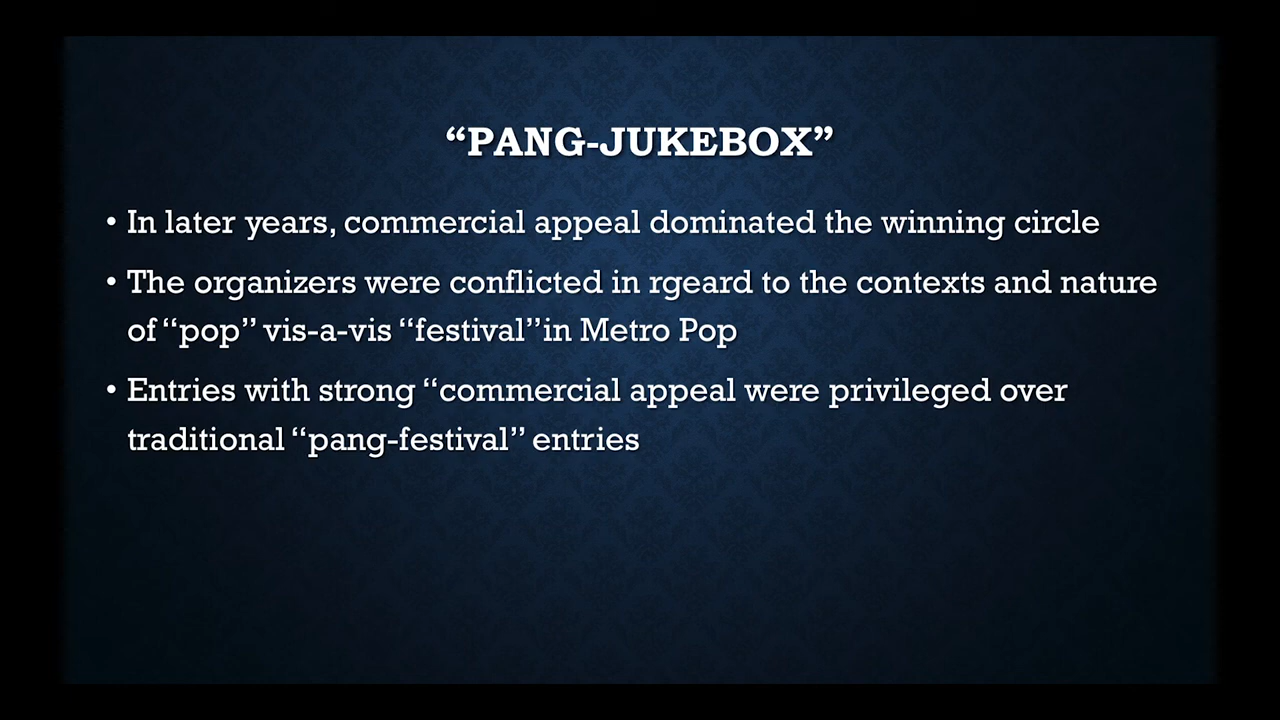 “PANG-JUKEBOX”
• In later years, commercial appeal dominated the winning circle
• The organizers were conflicted in rgeard to the contexts and nature
of “pop” vis-a-vis “festival”in Metro Pop
• Entries with strong “commercial appeal were privileged over
traditional “pang-festival” entries